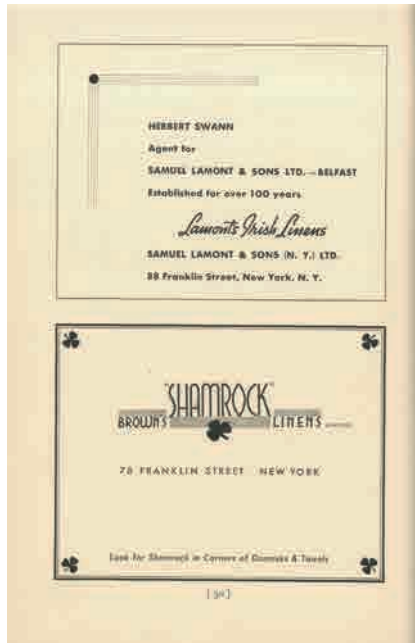 HERBERT SWANN
Agent for
SAMUEL LAMONT & SONS LTD. — BELFAST
Established for over 100 years
Lamont's Irish Linens
SAMUEL LAMONT & SONS (N. Y.) LTD.
88 Franklin Street, New York, N. Y.
"SHAMROCK"
BROWN'S LINENS
78 FRANKLIN STREET NEW YORK
Look for Shamrock in Corners of Damasks & Towels